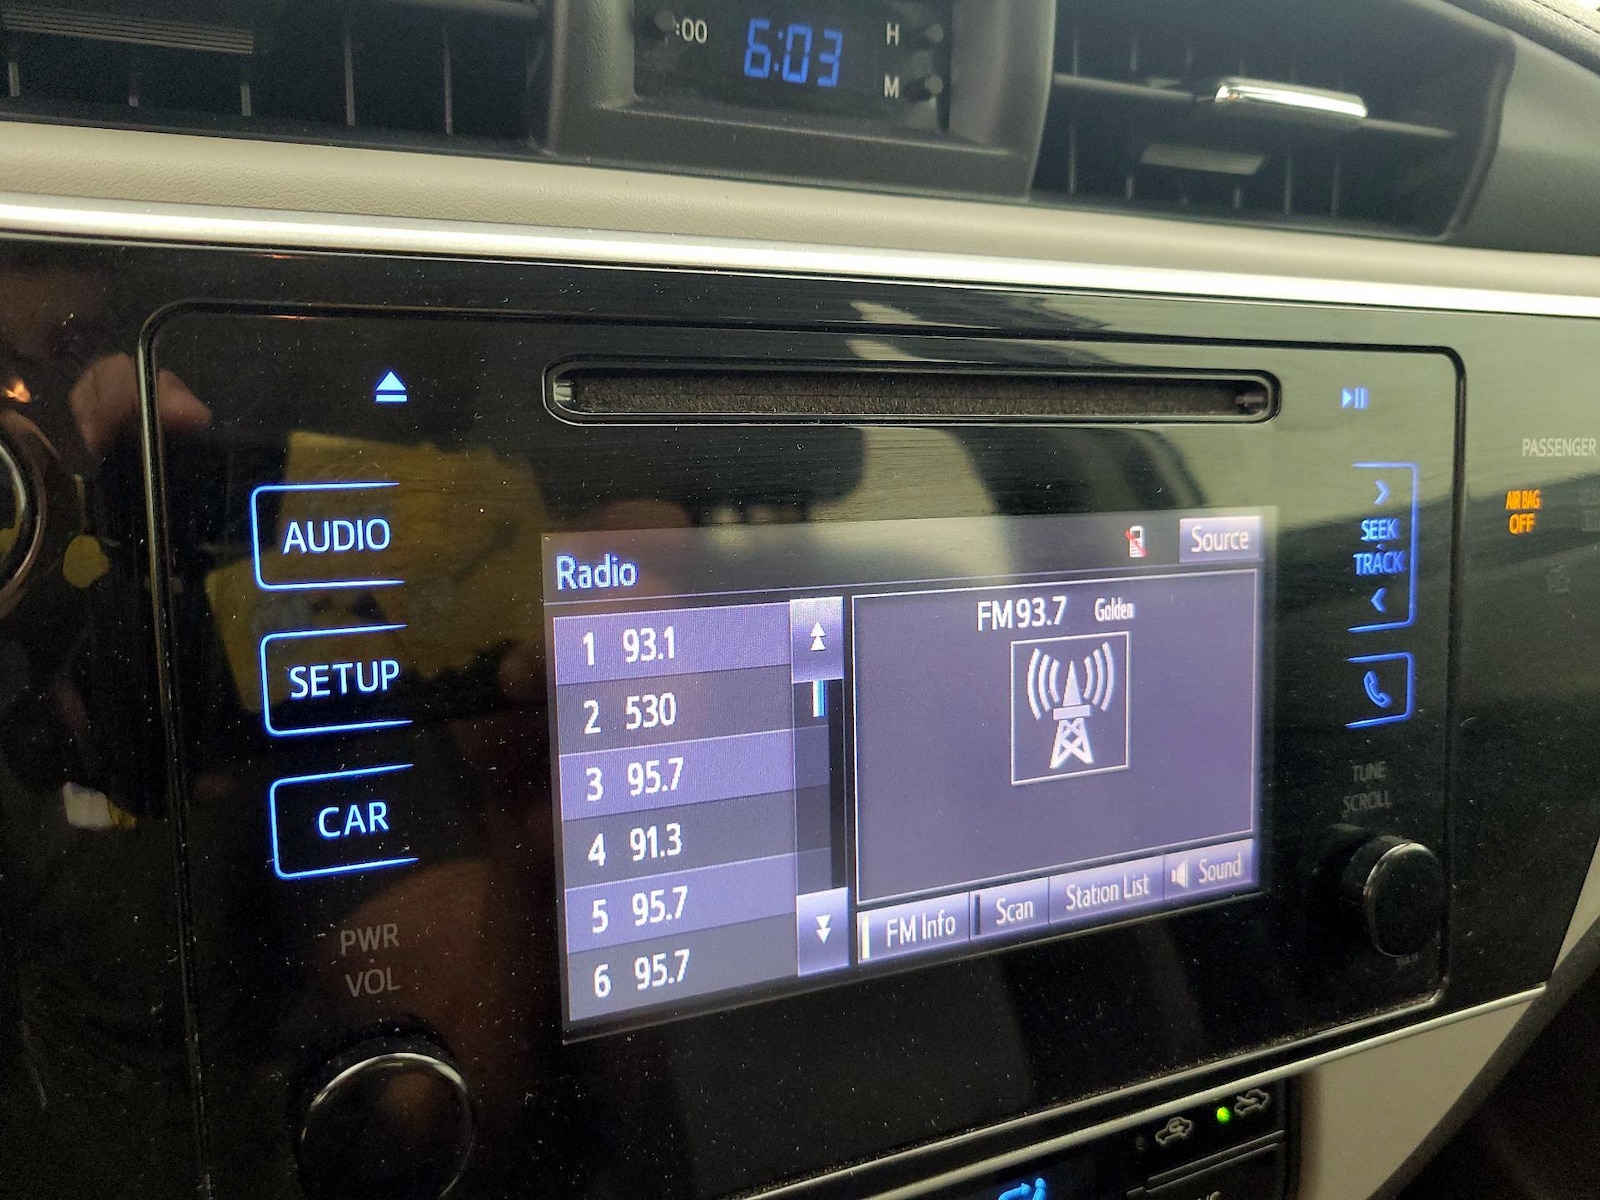 :00 6:03 H
M
PASSENGER
AIR BAG
OFF
AUDIO
SETUP
CAR
PWR
VOL
Radio
Source
1 93.1
2 530
3 95.7
4 91.3
5 95.7
6 95.7
FM 93.7 Golden
FM Info
Scan
Station List
Sound
SEEK
TRACK
TUNE
SCROLL